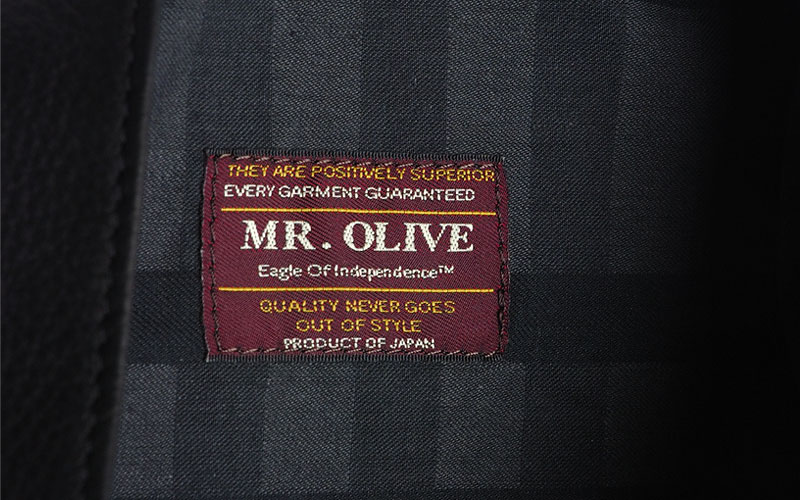 THEY ARE POSITIVELY SUPERIOR
EVERY GARMENT GUARANTEED
MR. OLIVE
Eagle Of Independence™
QUALITY NEVER GOES
OUT OF STYLE
PRODUCT OF JAPAN